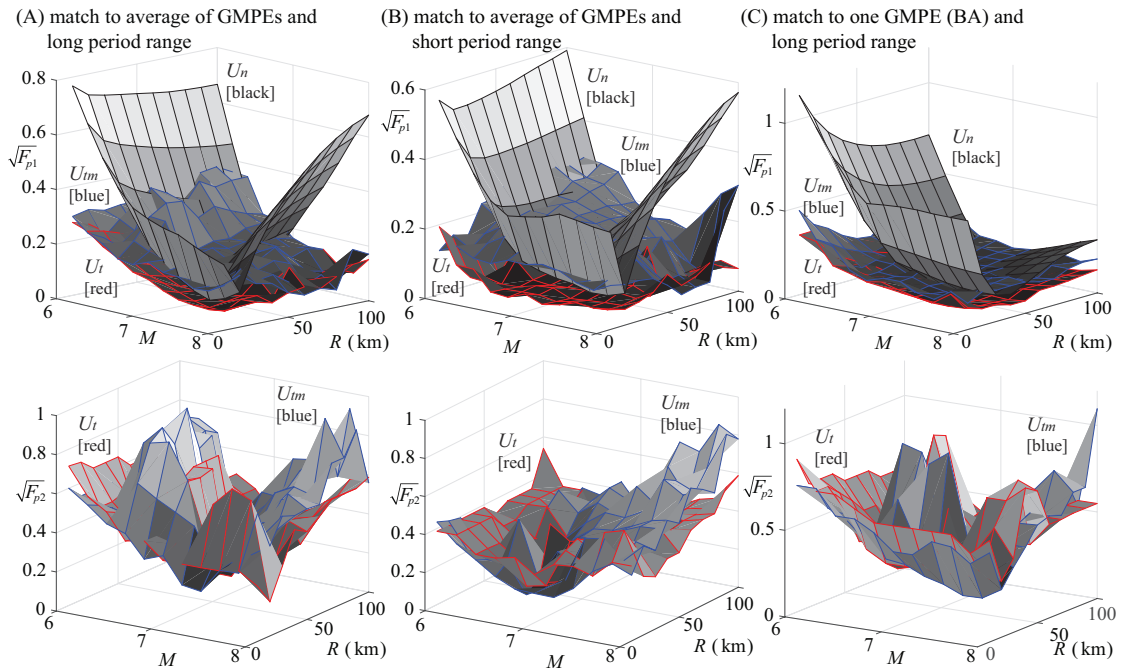 (A) match to average of GMPEs and
long period range
(B) match to average of GMPEs and
short period range
(C) match to one GMPE (BA) and
long period range
0.8
0.6
0.4
0.2
0
√Fp1
Un
[black]
Utm
[blue]
Ut
[red]
6
7
8
M
0
50
100
R (km)
0.6
0.4
0.2
0
√Fp1
Un
[black]
Utm
[blue]
Ut
[red]
6
7
8
M
0
50
100
R (km)
1
0.5
0
√Fp1
Un
[black]
Utm
[blue]
Ut
[red]
6
7
8
M
0
50
100
R (km)
1
0.8
0.6
0.4
0.2
0
√Fp2
Ut
[red]
Utm
[blue]
6
7
8
M
0
50
100
R (km)
1
0.8
0.6
0.4
0.2
0
√Fp2
Ut
[red]
Utm
[blue]
6
7
8
M
0
50
100
R (km)
1
0.5
0
√Fp2
Ut
[red]
Utm
[blue]
6
7
8
M
0
50
100
R (km)